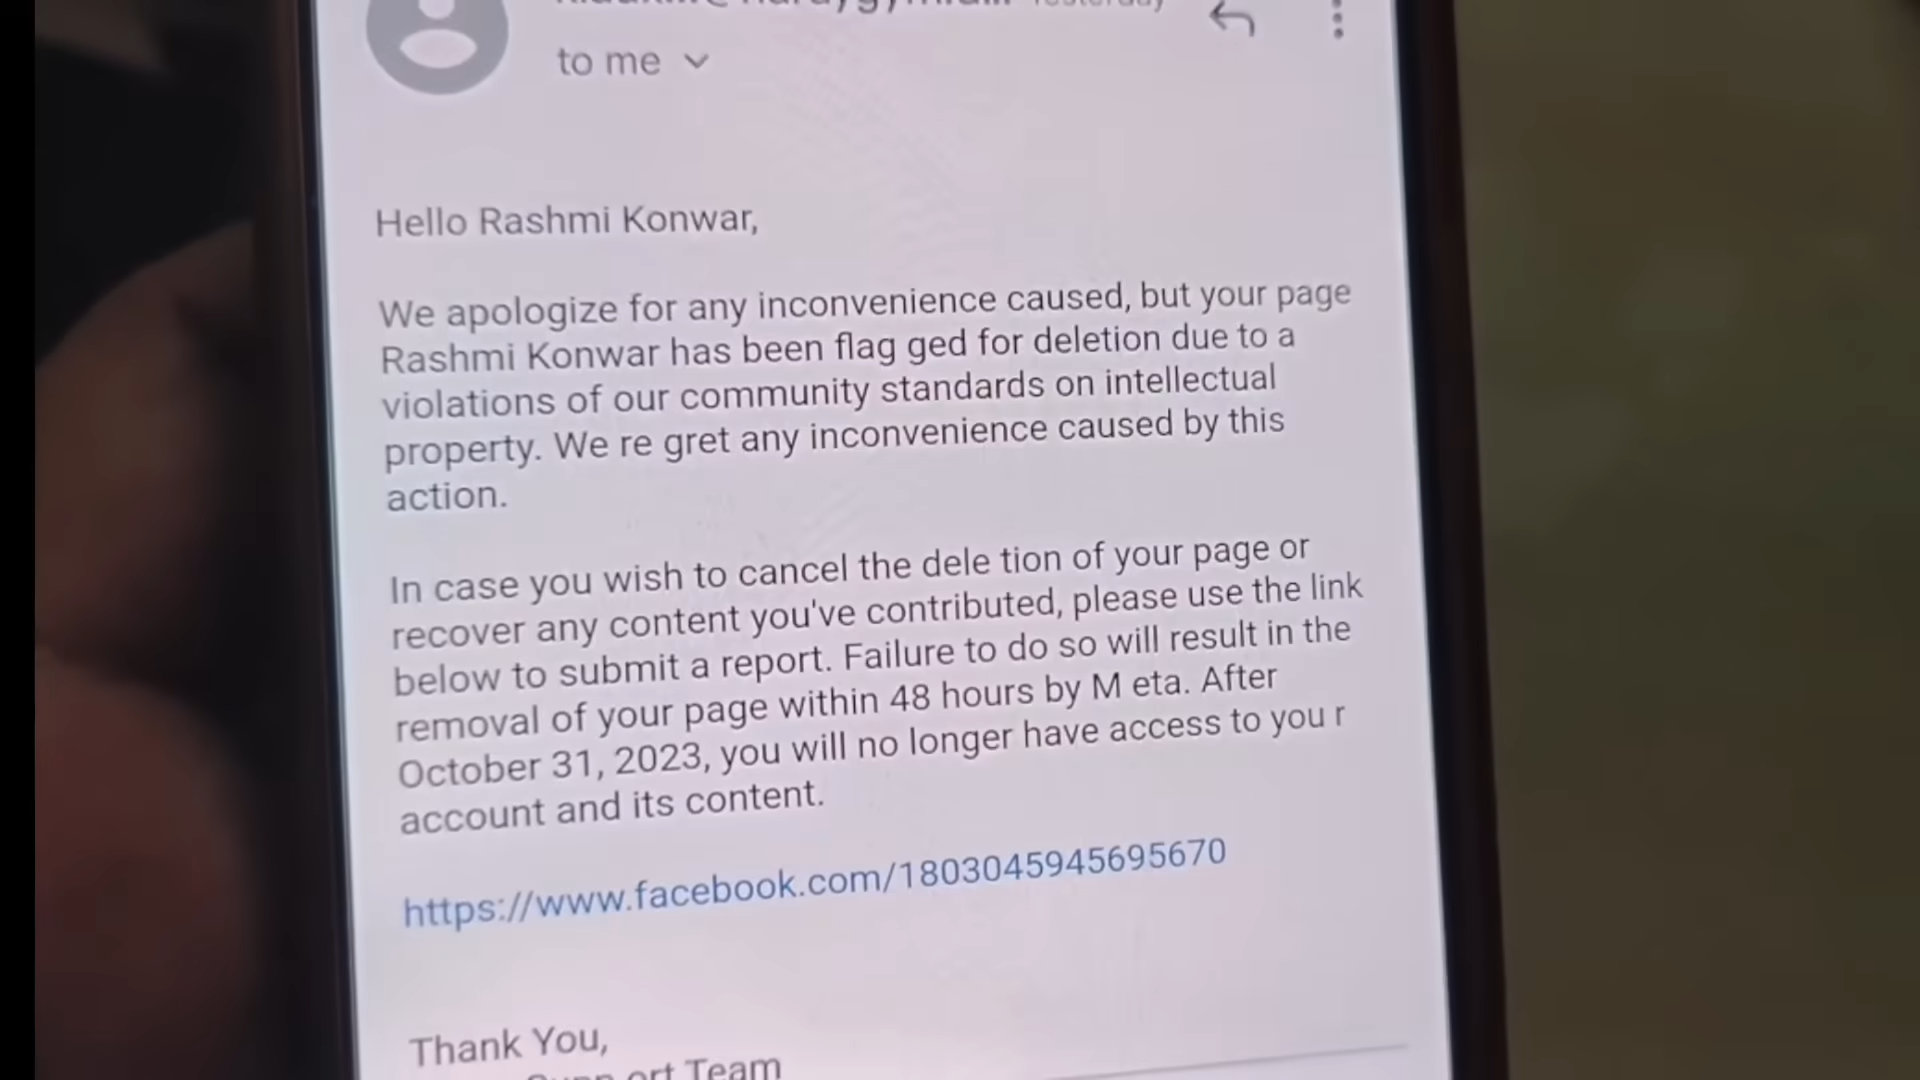 to me
Hello Rashmi Konwar,
We apologize for any inconvenience caused, but your page
Rashmi Konwar has been flag ged for deletion due to a
violations of our community standards on intellectual
property. We re gret any inconvenience caused by this
action.
In case you wish to cancel the dele tion of your page or
recover any content you've contributed, please use the link
below to submit a report. Failure to do so will result in the
removal of your page within 48 hours by M eta. After
October 31, 2023, you will no longer have access to you r
account and its content.
https://www.facebook.com/1803045945695670
Thank You,
Supp ort Team